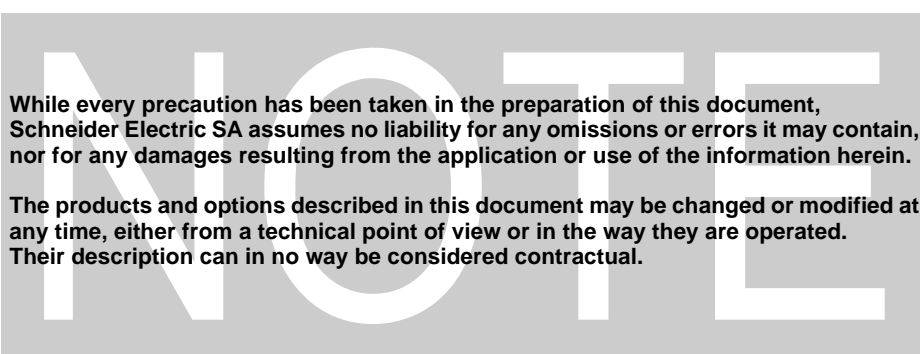 NOTE
While every precaution has been taken in the preparation of this document,
Schneider Electric SA assumes no liability for any omissions or errors it may contain,
nor for any damages resulting from the application or use of the information herein.
The products and options described in this document may be changed or modified at
any time, either from a technical point of view or in the way they are operated.
Their description can in no way be considered contractual.